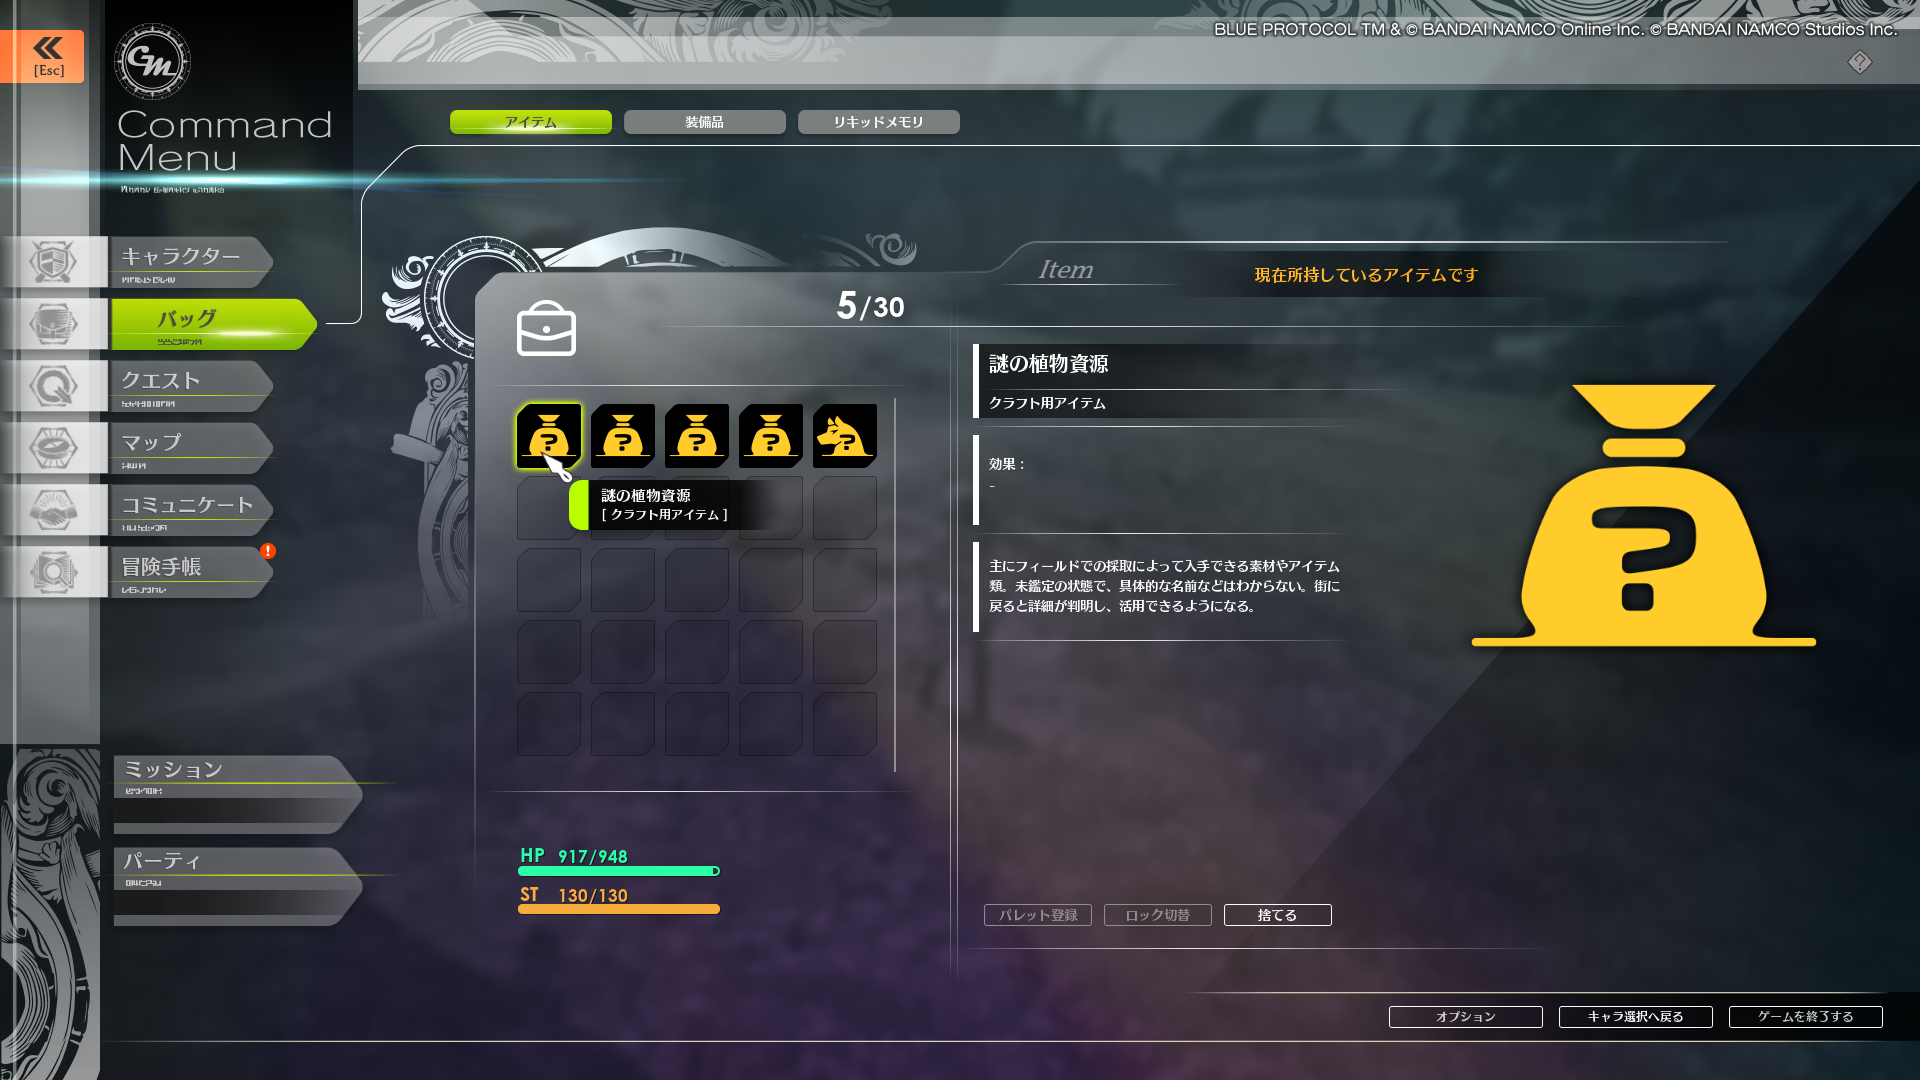 BLUE PROTOCOL TM & © BANDAI NAMCO Online Inc. © BANDAI NAMCO Studios Inc.
[Esc]
GM
Command
Menu
アイテム
装備品
リキッドメモリ
キャラクター
バッグ
クエスト
マップ
コミュニケート
冒険手帳
!
ミッション
パーティ
5/30
Item
現在所持しているアイテムです
謎の植物資源
[ クラフト用アイテム ]
HP 917/948
ST 130/130
謎の植物資源
クラフト用アイテム
効果：
-
主にフィールドでの採取によって入手できる素材やアイテム
類。未鑑定の状態で、具体的な名前などはわからない。街に
戻ると詳細が判明し、活用できるようになる。
?
パレット登録
ロック切替
捨てる
オプション
キャラ選択へ戻る
ゲームを終了する